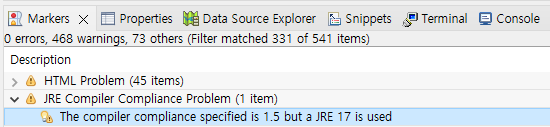 Markers Properties Data Source Explorer Snippets Terminal Console
0 errors, 468 warnings, 73 others (Filter matched 331 of 541 items)
Description
HTML Problem (45 items)
JRE Compiler Compliance Problem (1 item)
The compiler compliance specified is 1.5 but a JRE 17 is used